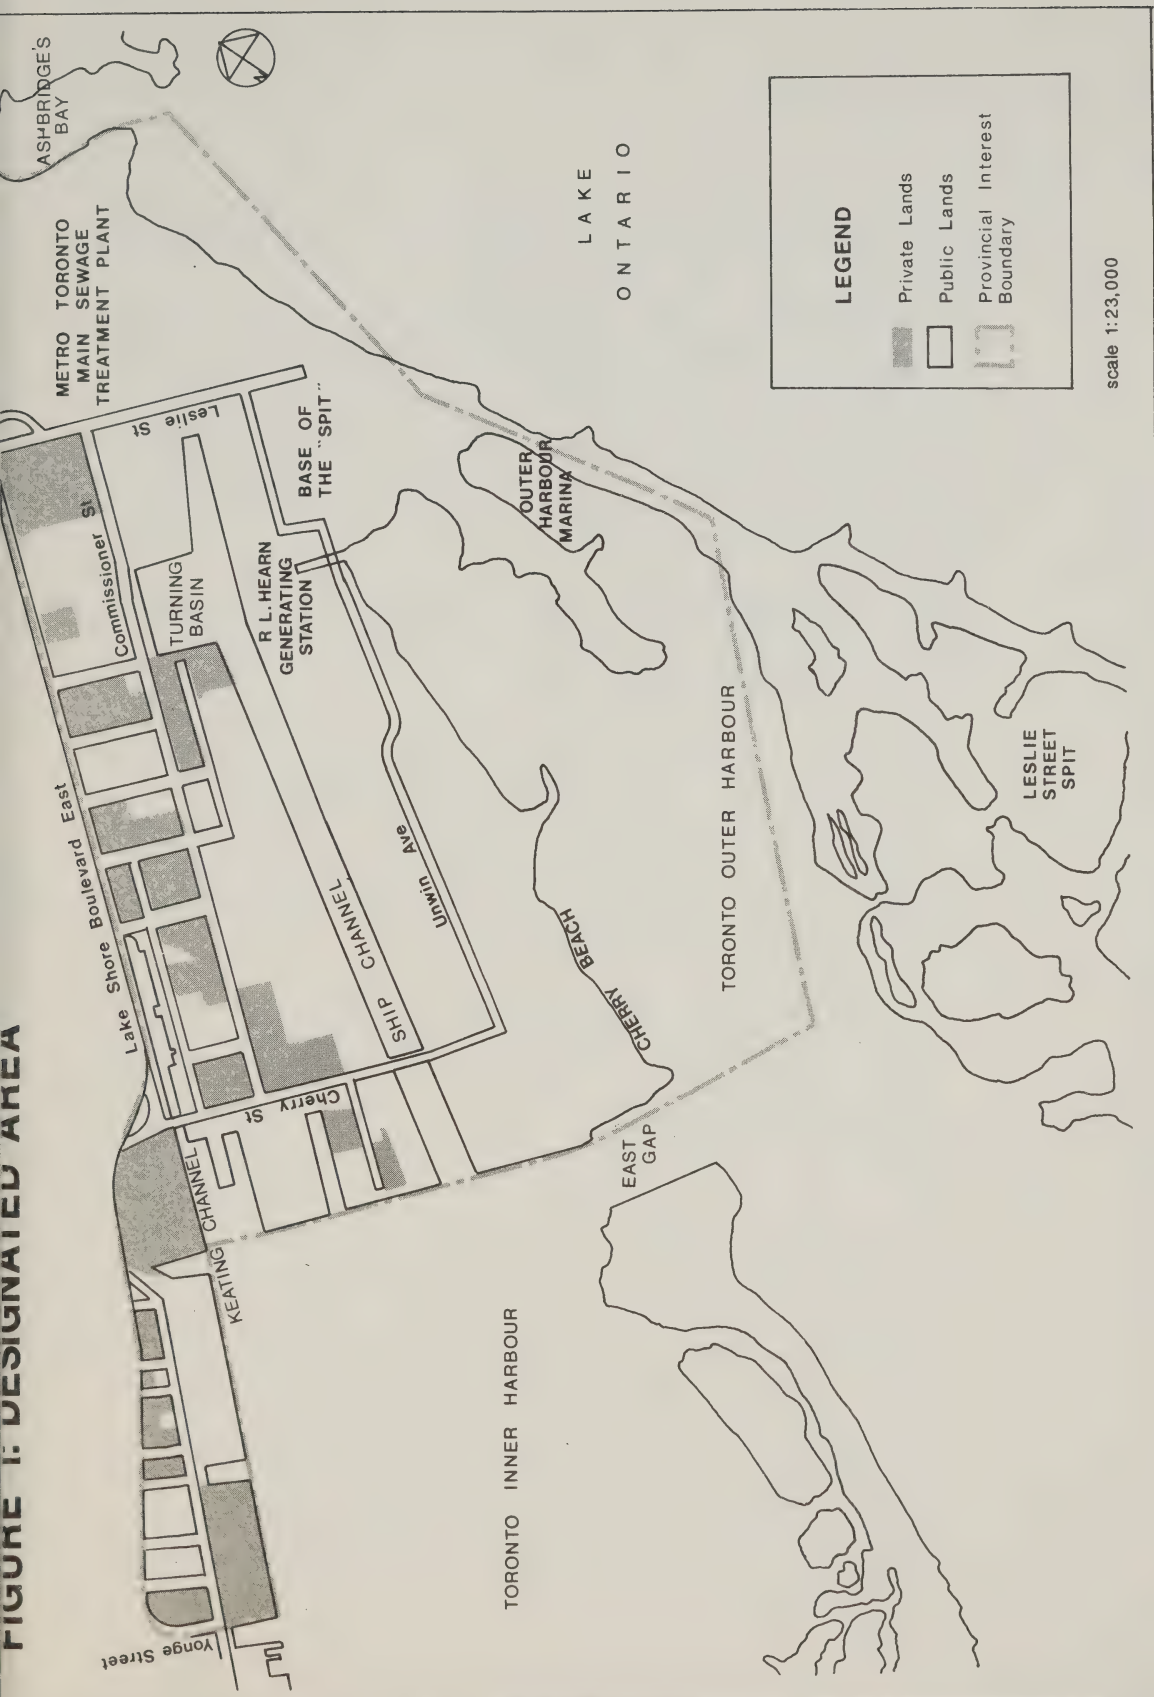 FIGURE 1: DESIGNATED AREA
Yonge Street
Lake Shore Boulevard East
KEATING CHANNEL
Cherry St
Commissioner St
Leslie St
ASHBRIDGE'S
BAY
N
METRO TORONTO
MAIN SEWAGE
TREATMENT PLANT
TURNING
BASIN
SHIP CHANNEL
R L. HEARN
GENERATING
STATION
BASE OF
THE "SPIT"
Unwin Ave
CHERRY BEACH
OUTER
HARBOUR
MARINA
EAST
GAP
TORONTO INNER HARBOUR
TORONTO OUTER HARBOUR
LAKE
ONTARIO
LESLIE
STREET
SPIT
LEGEND
Private Lands
Public Lands
Provincial Interest
Boundary
scale 1:23,000